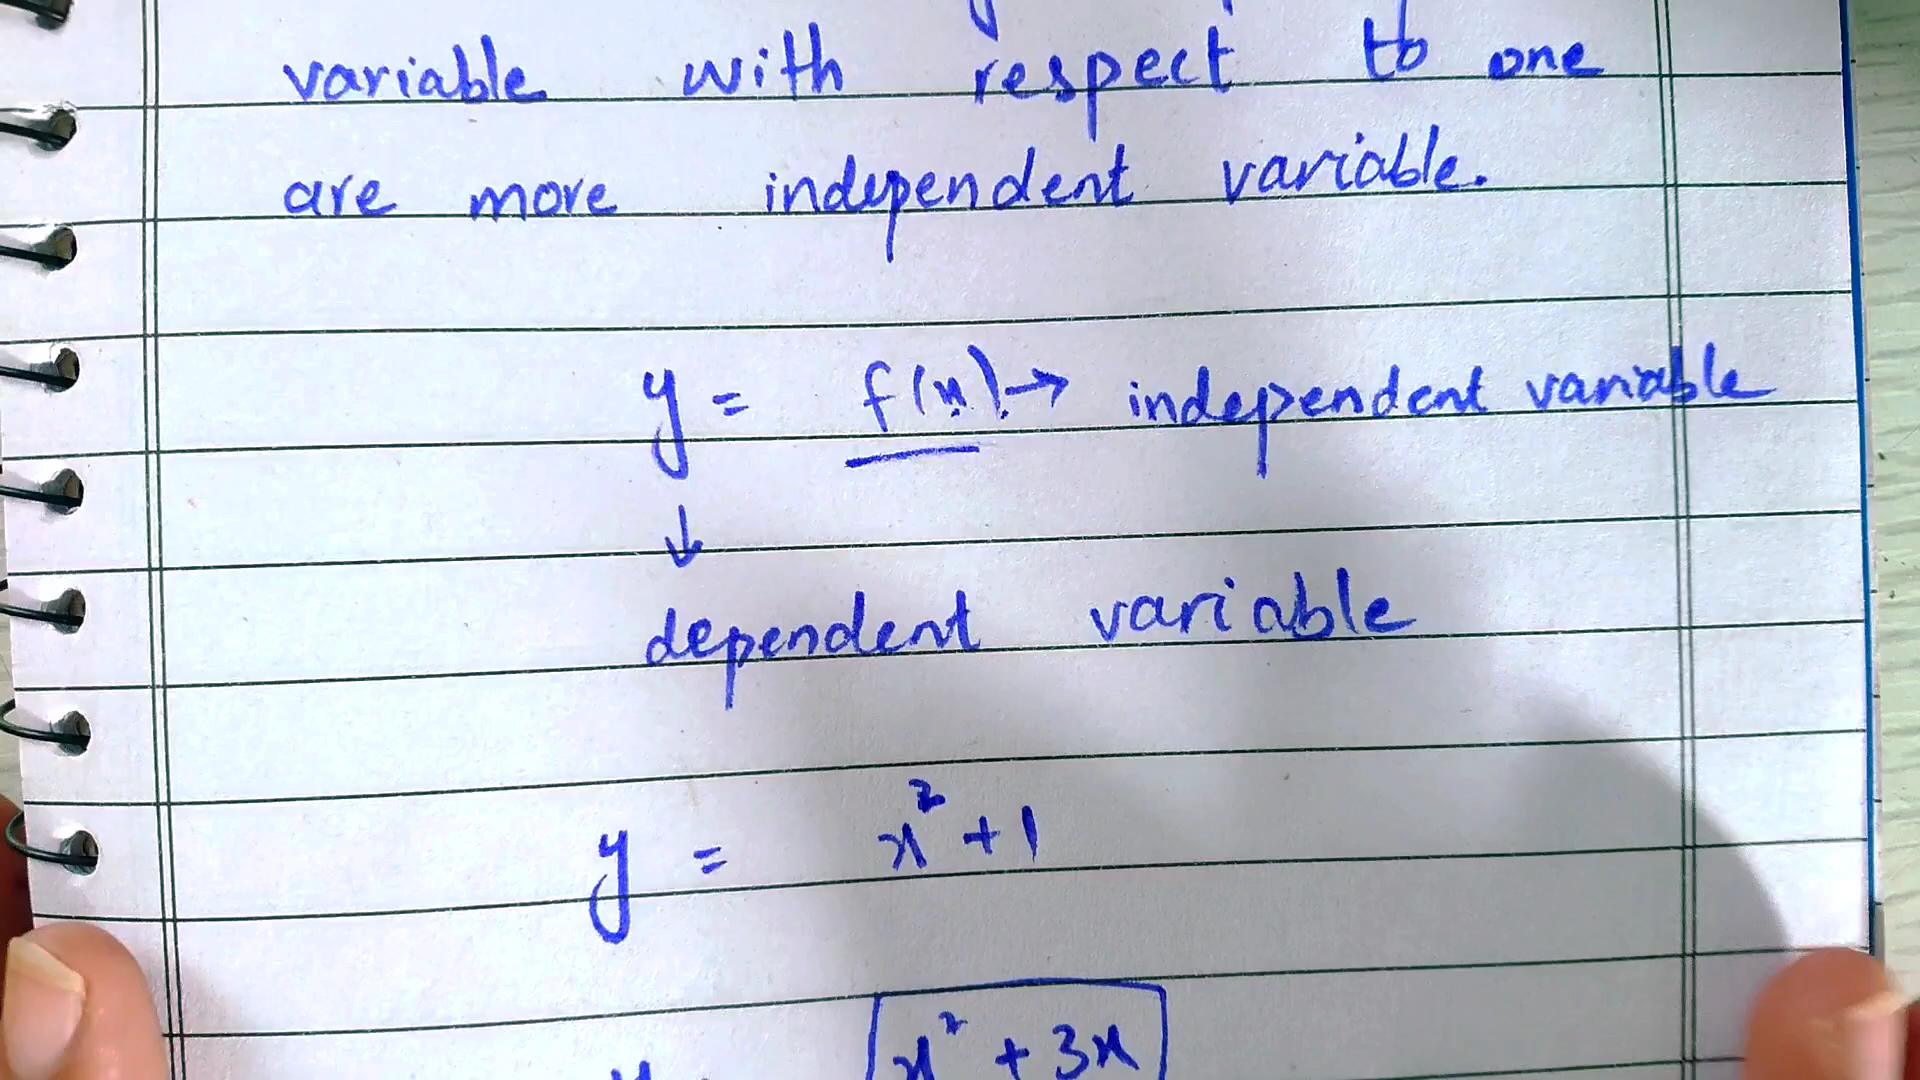 variable with respect to one
are more independent variable.
y = f(x) → independent variable
↓
dependent variable
y = x² + 1
x² + 3x